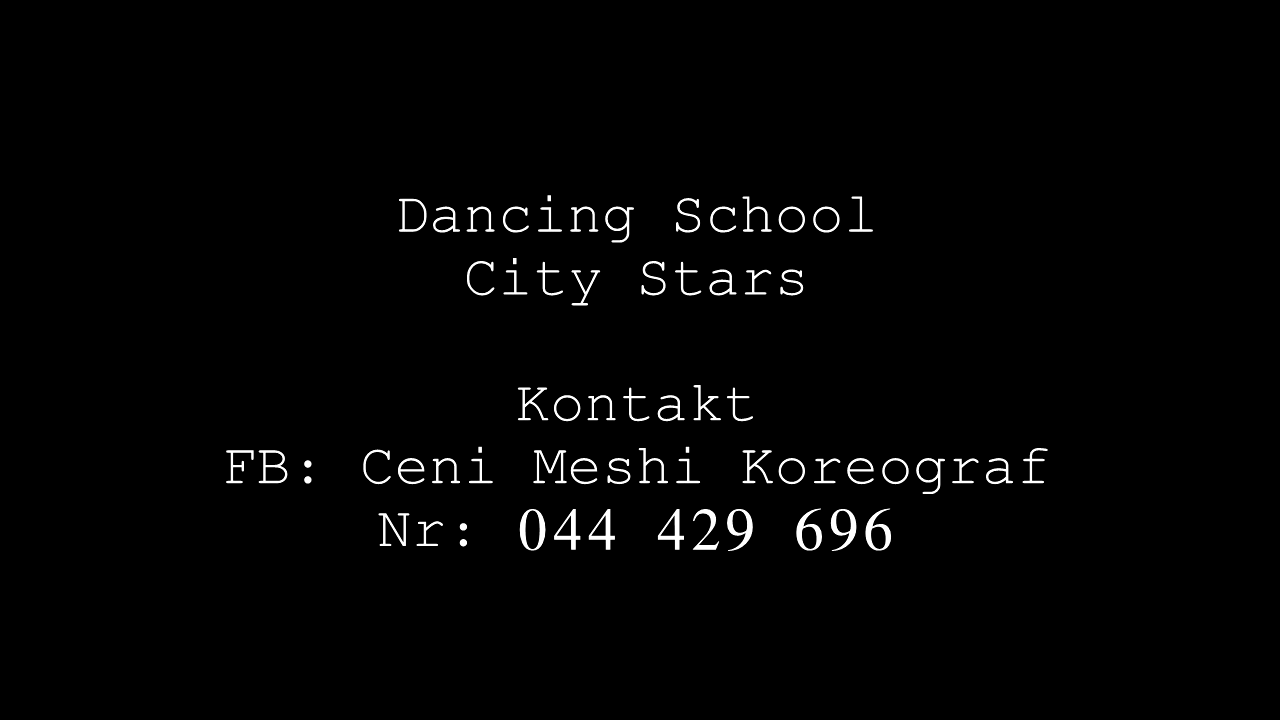 Dancing School
City Stars
Kontakt
FB: Ceni Meshi Koreograf
Nr: 044 429 696